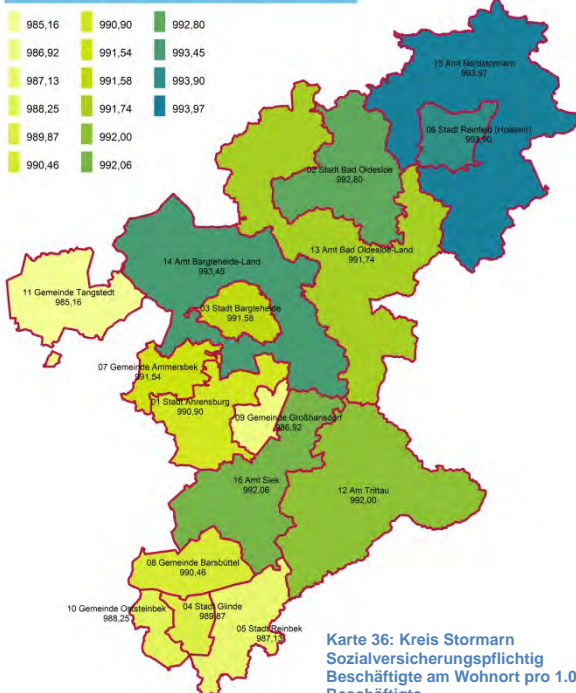 985,16 990,90 992,80
986,92 991,54 993,45
987,13 991,58 993,90
988,25 991,74 993,97
989,87 992,00
990,46 992,06
15 Amt Nordstormarn
993,97
06 Stadt Reinfeld (Holstein)
993,90
02 Stadt Bad Oldesloe
992,80
13 Amt Bad Oldesloe-Land
991,74
14 Amt Bargteheide-Land
993,45
11 Gemeinde Tangstedt
985,16
03 Stadt Bargteheide
991,58
07 Gemeinde Ammersbek
991,54
01 Stadt Ahrensburg
990,90
09 Gemeinde Großhansdorf
986,92
16 Amt Siek
992,06
12 Am Trittau
992,00
08 Gemeinde Barsbüttel
990,46
10 Gemeinde Oststeinbek
988,25
04 Stadt Glinde
989,87
05 Stadt Reinbek
987,13
Karte 36: Kreis Stormarn
Sozialversicherungspflichtig
Beschäftigte am Wohnort pro 1.0
Beschäftigte